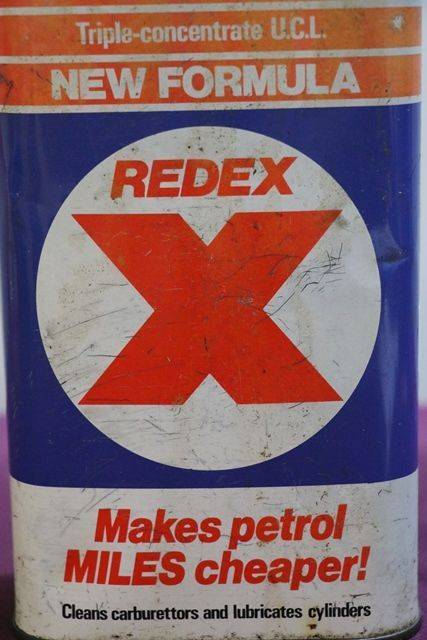 Triple-concentrate U.C.L.
NEW FORMULA
REDEX
X
Makes petrol
MILES cheaper!
Cleans carburettors and lubricates cylinders